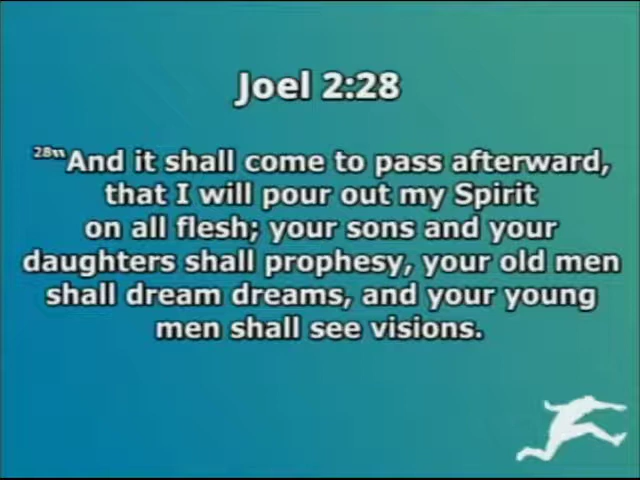 Joel 2:28
28"And it shall come to pass afterward,
that I will pour out my Spirit
on all flesh; your sons and your
daughters shall prophesy, your old men
shall dream dreams, and your young
men shall see visions.